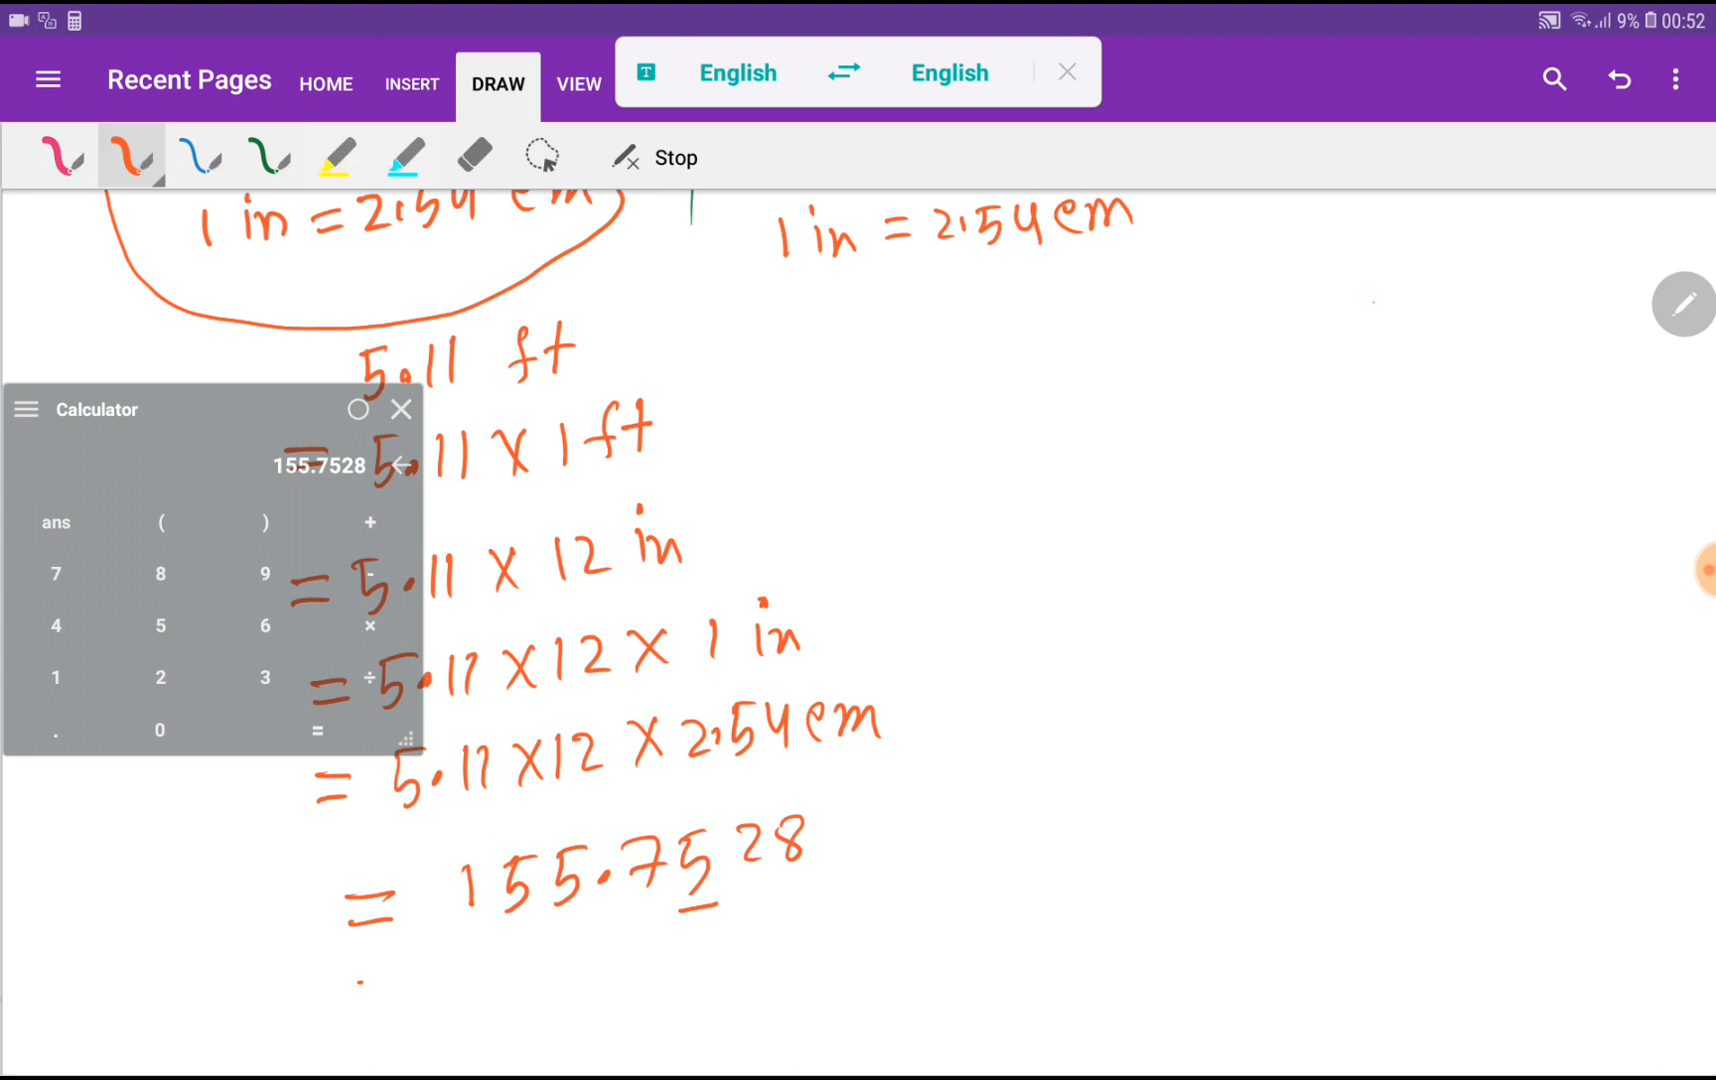 9% 00:52
Recent Pages HOME INSERT DRAW VIEW
English English
Stop
1 in = 2.54 cm
1 in = 2.54 cm
5.11 ft
= 5.11 × 1 ft
= 5.11 × 12 in
= 5.11 × 12 × 1 in
= 5.11 × 12 × 2.54 cm
= 155.7528
Calculator
155.7528
ans ( ) +
7 8 9 -
4 5 6 ×
1 2 3 ÷
. 0 =